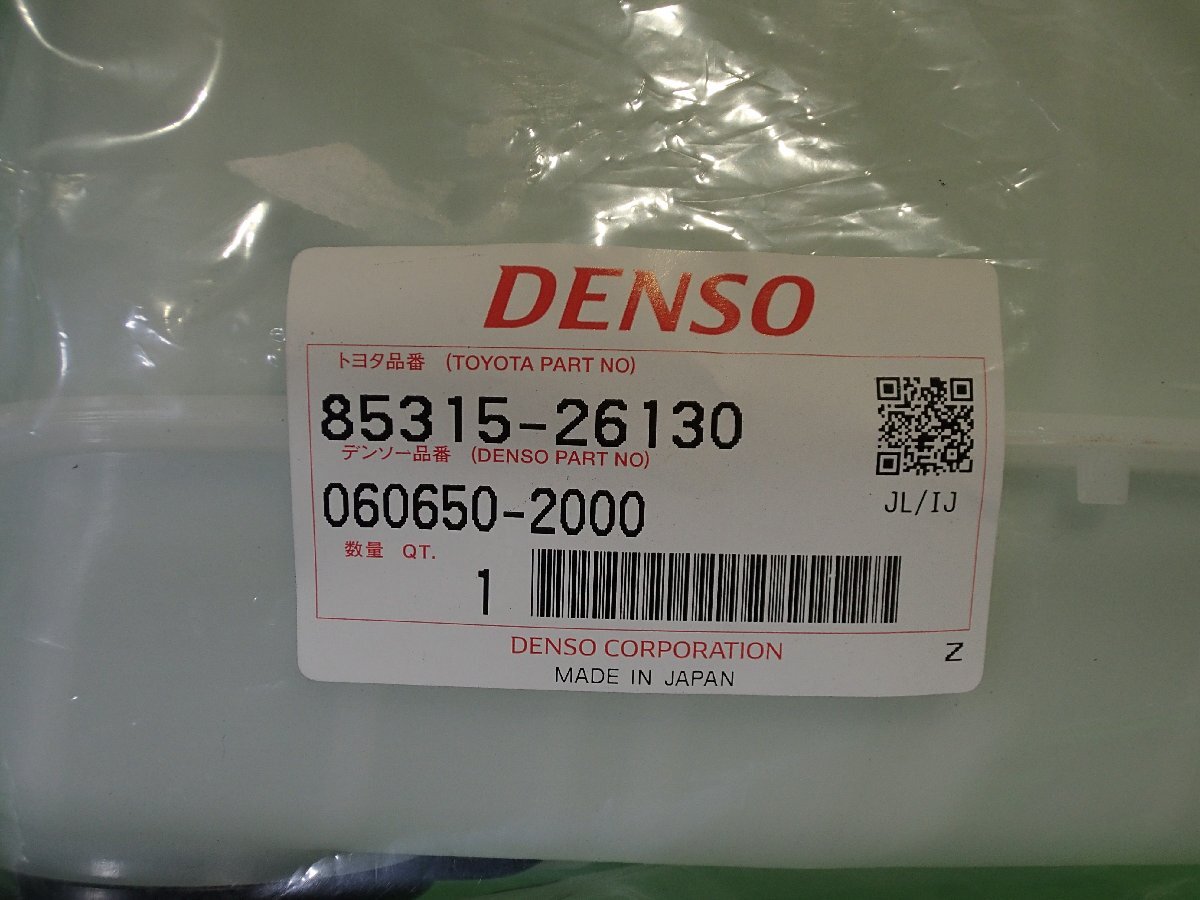 DENSO
トヨタ品番 (TOYOTA PART NO)
85315-26130
デンソー品番 (DENSO PART NO)
060650-2000
JL/IJ
数量 QT.
1
DENSO CORPORATION
MADE IN JAPAN
Z